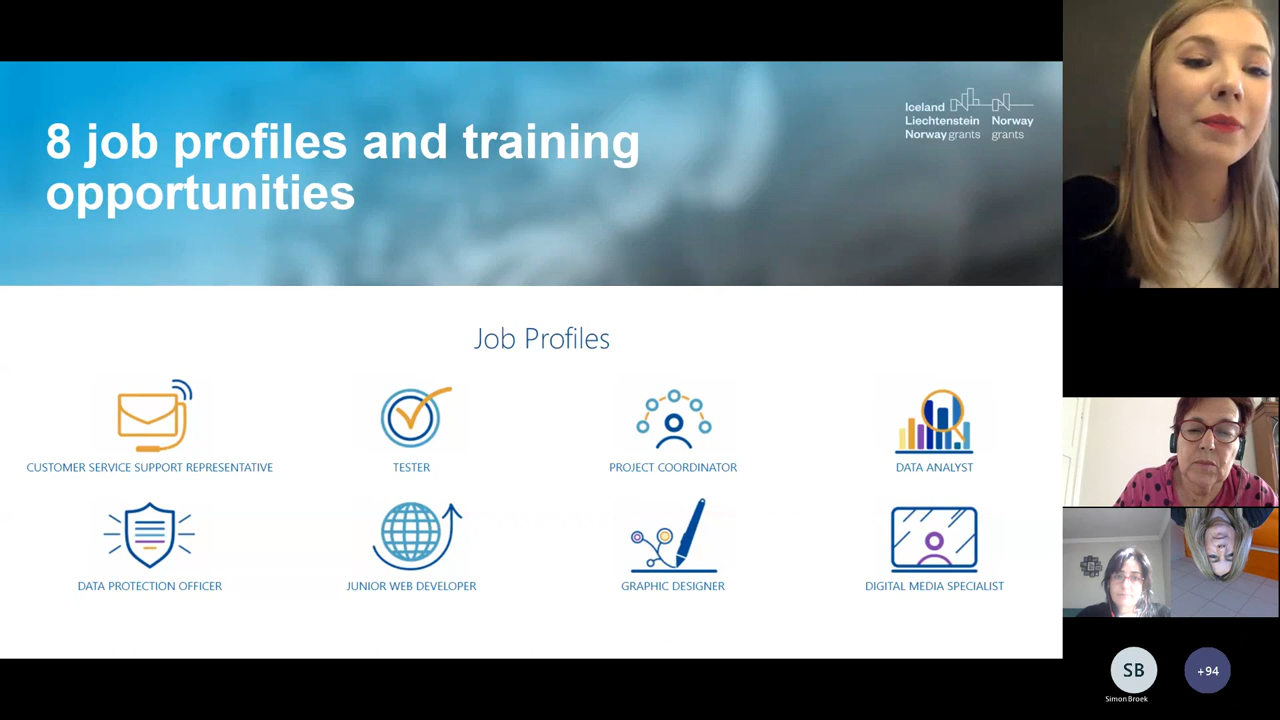 8 job profiles and training
opportunities
Iceland
Liechtenstein
Norway grants
Norway
grants
Job Profiles
CUSTOMER SERVICE SUPPORT REPRESENTATIVE
TESTER
PROJECT COORDINATOR
DATA ANALYST
DATA PROTECTION OFFICER
JUNIOR WEB DEVELOPER
GRAPHIC DESIGNER
DIGITAL MEDIA SPECIALIST
SB
+94
Simon Broek